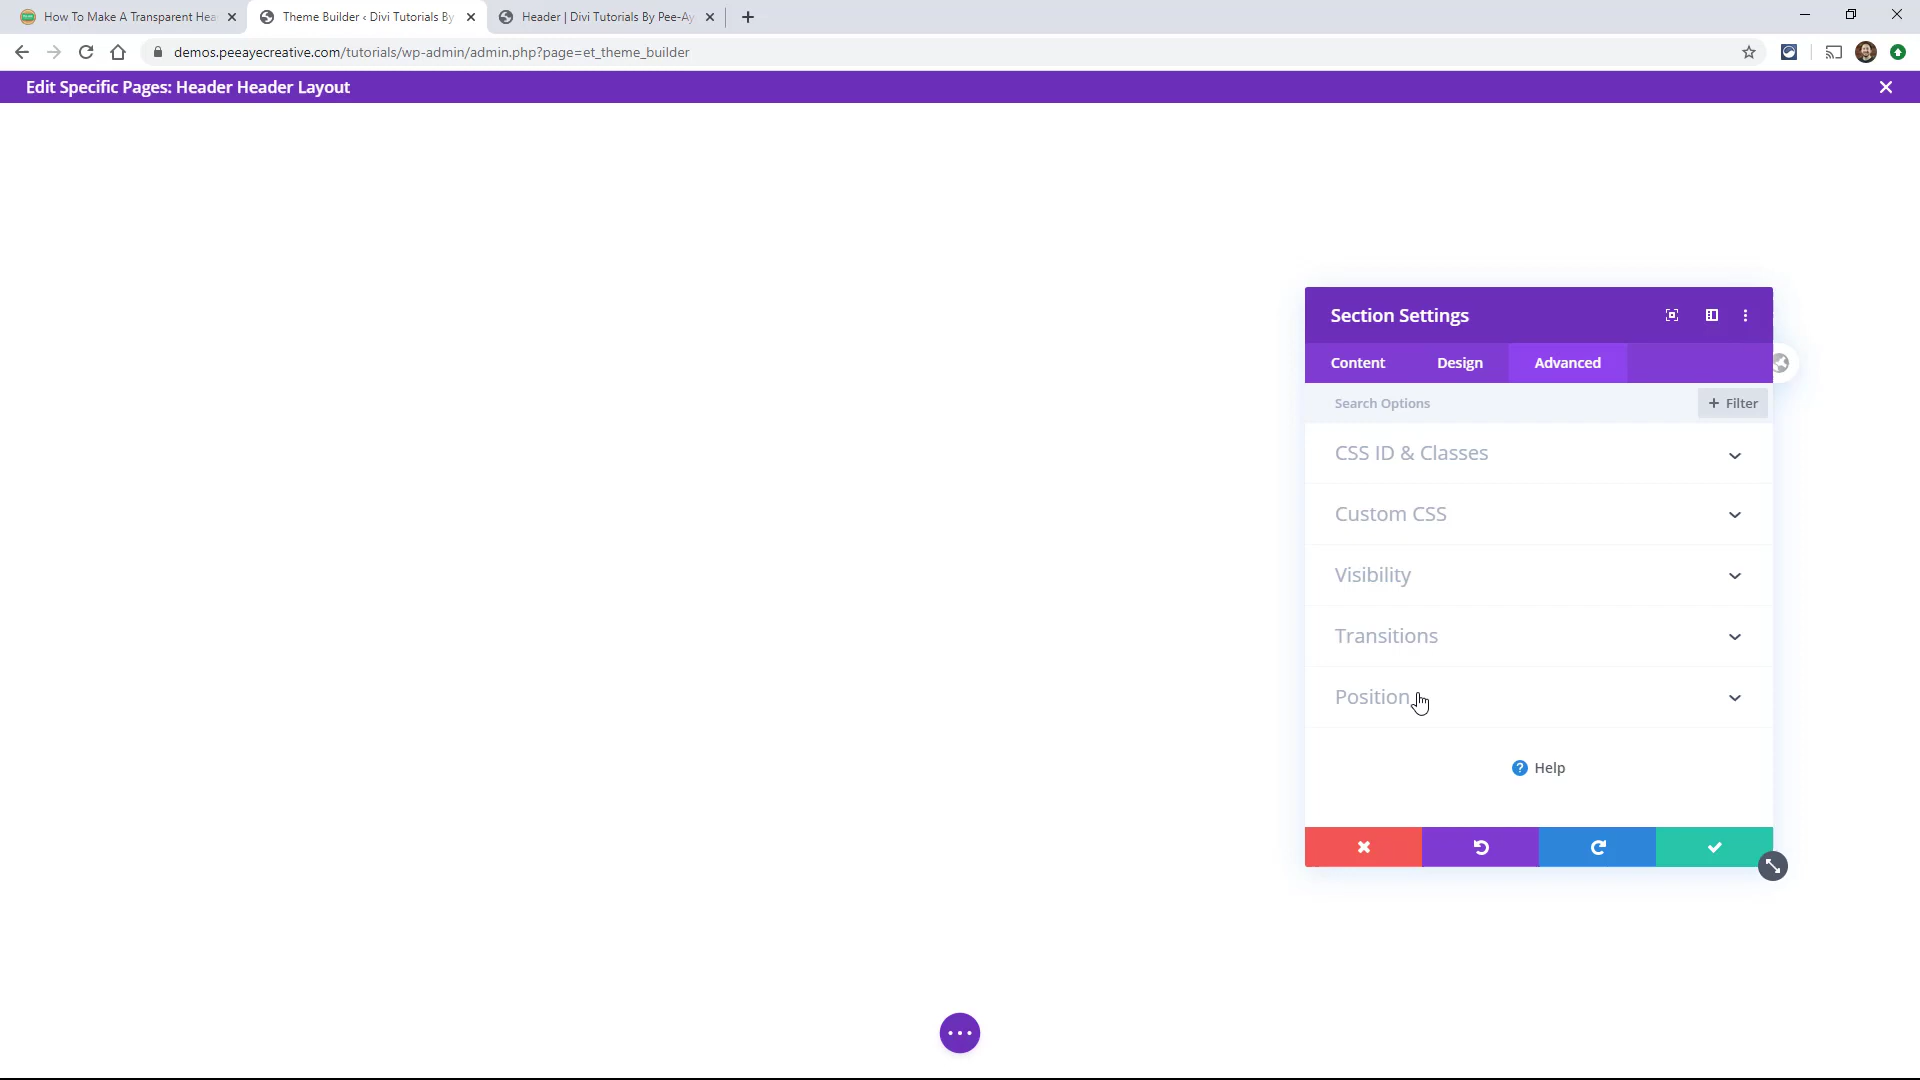 How To Make A Transparent Hea
Theme Builder ‹ Divi Tutorials By
Header | Divi Tutorials By Pee-Ay
demos.peeayecreative.com/tutorials/wp-admin/admin.php?page=et_theme_builder
Edit Specific Pages: Header Header Layout
Section Settings
Content Design Advanced
Search Options + Filter
CSS ID & Classes
Custom CSS
Visibility
Transitions
Position
? Help